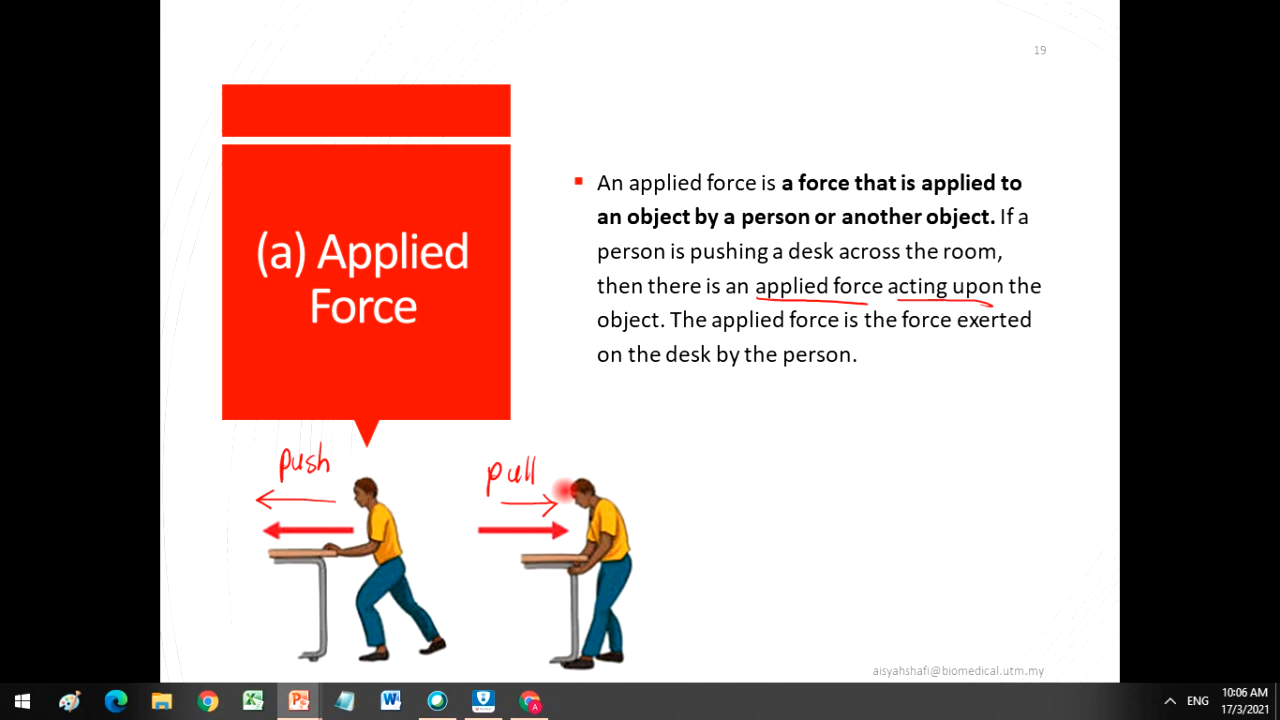 19
(a) Applied
Force
An applied force is a force that is applied to
an object by a person or another object. If a
person is pushing a desk across the room,
then there is an applied force acting upon the
object. The applied force is the force exerted
on the desk by the person.
push
pull
aisyahshafi@biomedical.utm.my
ENG
10:06 AM
17/3/2021